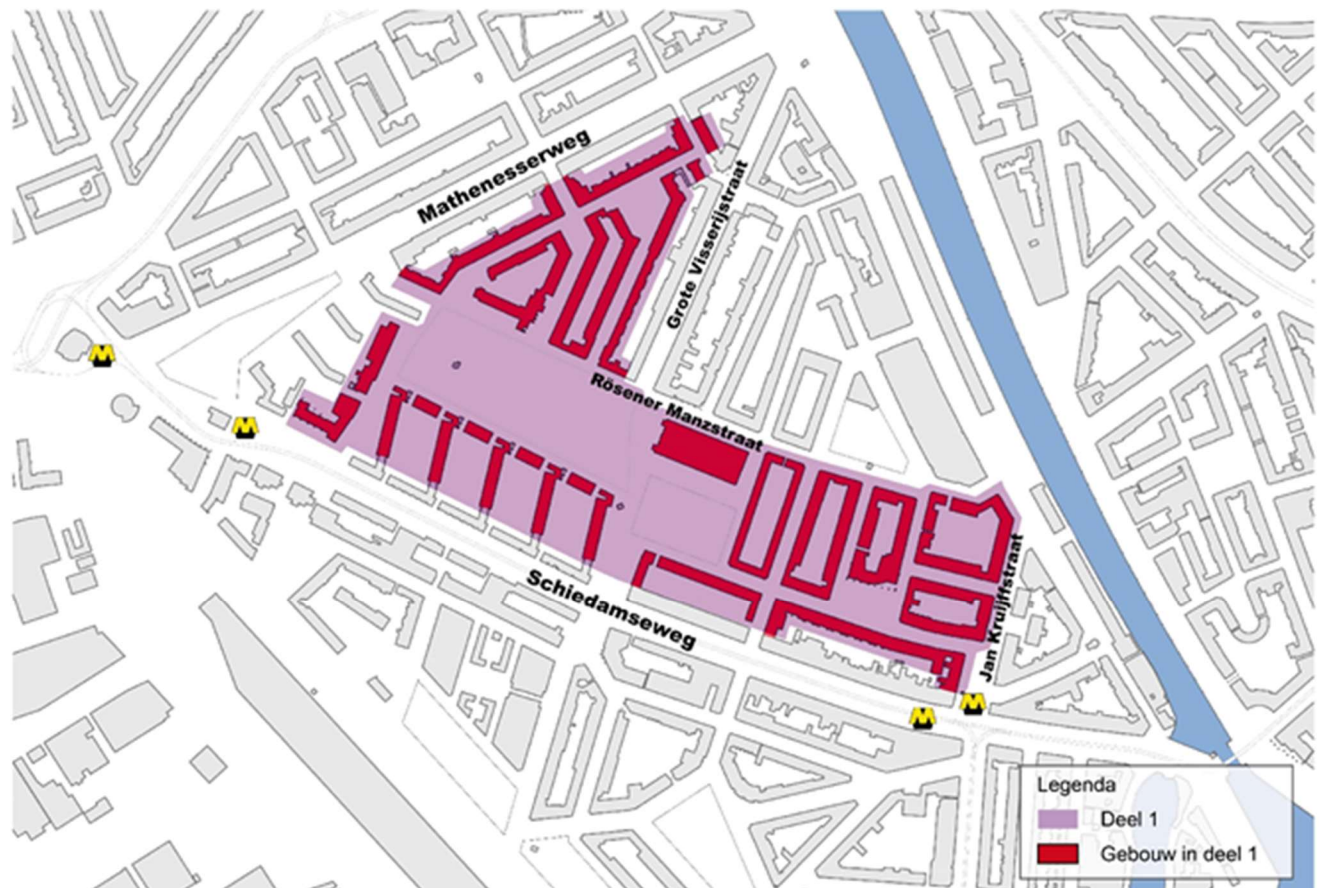 Mathenesserweg
Grote Visserijstraat
Rösener Manzstraat
Schiedamseweg
Jan Kruijffstraat
M
M
M
M
Legenda
Deel 1
Gebouw in deel 1